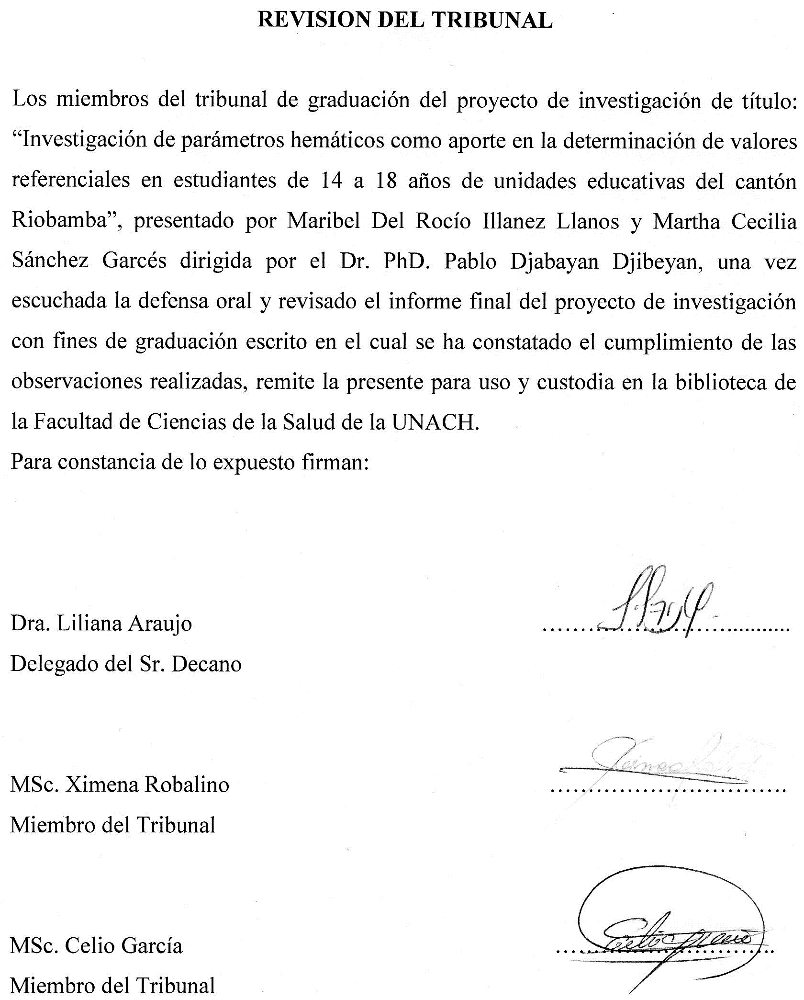 REVISION DEL TRIBUNAL
Los miembros del tribunal de graduación del proyecto de investigación de título:
“Investigación de parámetros hemáticos como aporte en la determinación de valores
referenciales en estudiantes de 14 a 18 años de unidades educativas del cantón
Riobamba”, presentado por Maribel Del Rocío Illanez Llanos y Martha Cecilia
Sánchez Garcés dirigida por el Dr. PhD. Pablo Djabayan Djibeyan, una vez
escuchada la defensa oral y revisado el informe final del proyecto de investigación
con fines de graduación escrito en el cual se ha constatado el cumplimiento de las
observaciones realizadas, remite la presente para uso y custodia en la biblioteca de
la Facultad de Ciencias de la Salud de la UNACH.
Para constancia de lo expuesto firman:
Dra. Liliana Araujo
Delegado del Sr. Decano
MSc. Ximena Robalino
Miembro del Tribunal
MSc. Celio García
Miembro del Tribunal